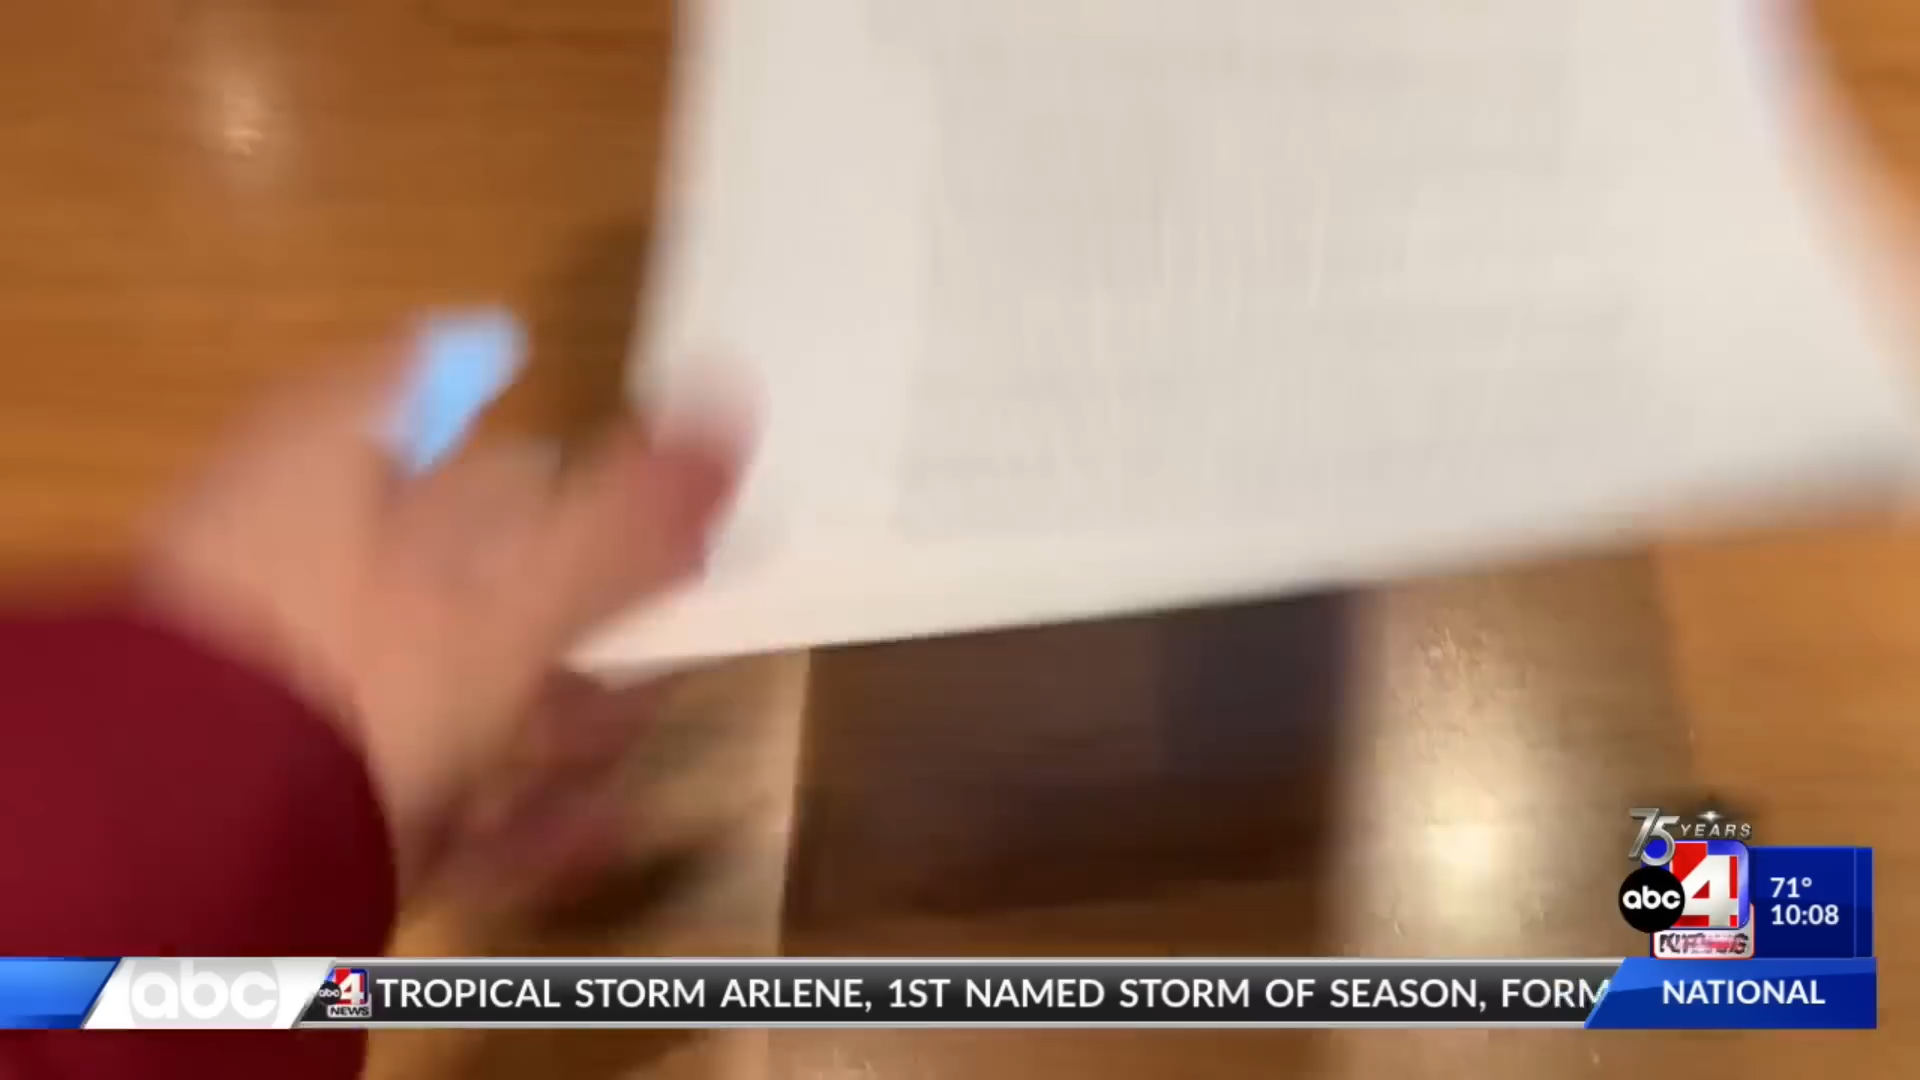 75 YEARS
abc 4
71°
10:08
abc
abc 4 NEWS TROPICAL STORM ARLENE, 1ST NAMED STORM OF SEASON, FORM
NATIONAL